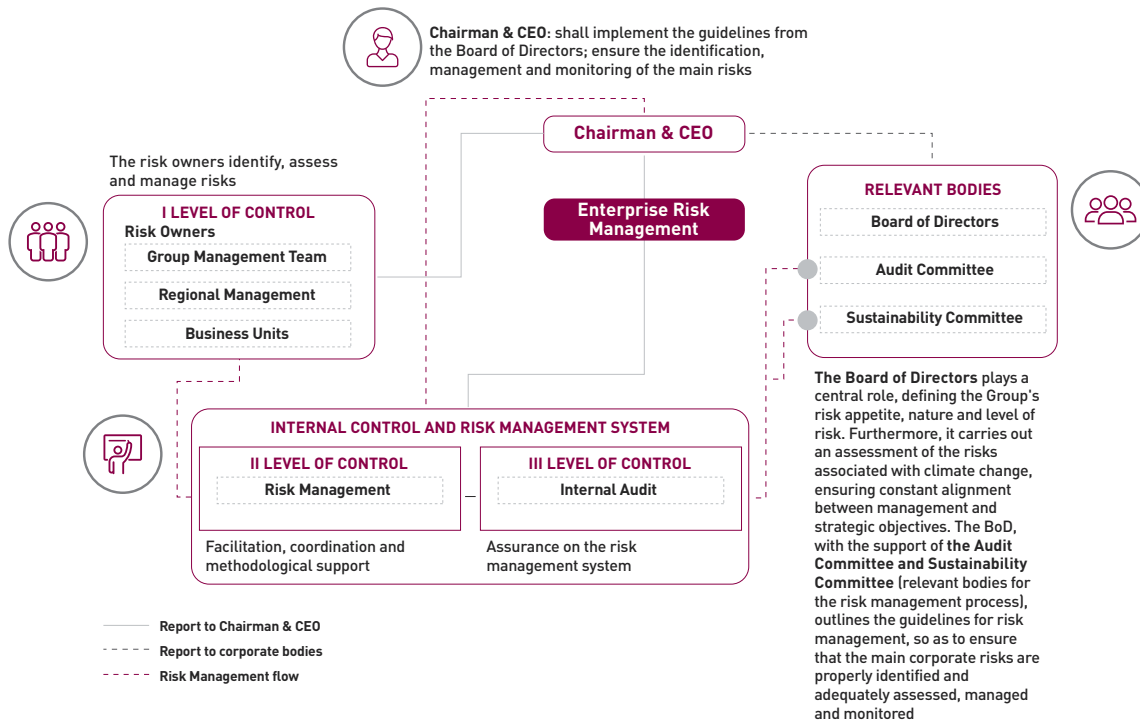 Chairman & CEO: shall implement the guidelines from
the Board of Directors; ensure the identification,
management and monitoring of the main risks
Chairman & CEO
The risk owners identify, assess
and manage risks
I LEVEL OF CONTROL
Risk Owners
Group Management Team
Regional Management
Business Units
Enterprise Risk
Management
RELEVANT BODIES
Board of Directors
Audit Committee
Sustainability Committee
The Board of Directors plays a
central role, defining the Group's
risk appetite, nature and level of
risk. Furthermore, it carries out
an assessment of the risks
associated with climate change,
ensuring constant alignment
between management and
strategic objectives. The BoD,
with the support of the Audit
Committee and Sustainability
Committee (relevant bodies for
the risk management process),
outlines the guidelines for risk
management, so as to ensure
that the main corporate risks are
properly identified and
adequately assessed, managed
and monitored
INTERNAL CONTROL AND RISK MANAGEMENT SYSTEM
II LEVEL OF CONTROL
Risk Management
III LEVEL OF CONTROL
Internal Audit
Facilitation, coordination and
methodological support
Assurance on the risk
management system
Report to Chairman & CEO
Report to corporate bodies
Risk Management flow